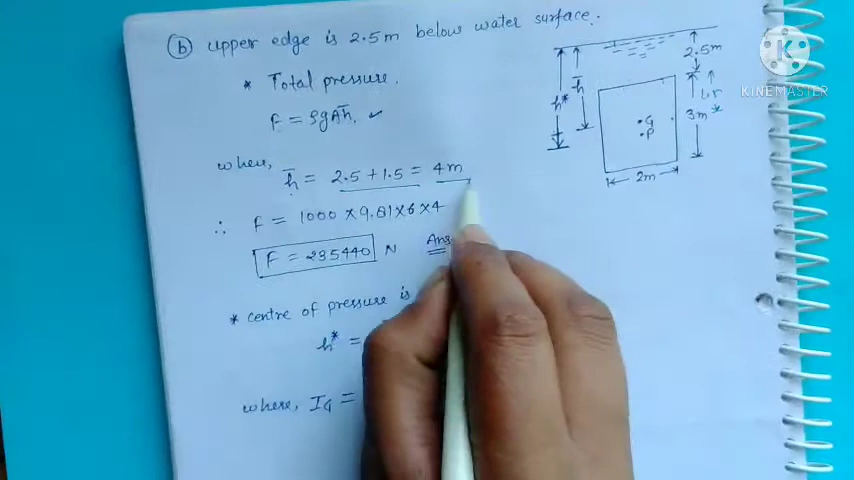 (b) upper edge is 2.5m below water surface.
* Total pressure.
F = ρgAh̄. ✓
where,
h̄ = 2.5 + 1.5 = 4m
∴ F = 1000 × 9.81 × 6 × 4
F = 235440 N Ans
* centre of pressure is
h* =
where, IG =
2.5m
h*
h̄
1.5
3m *
G
P
2m
KINEMASTER